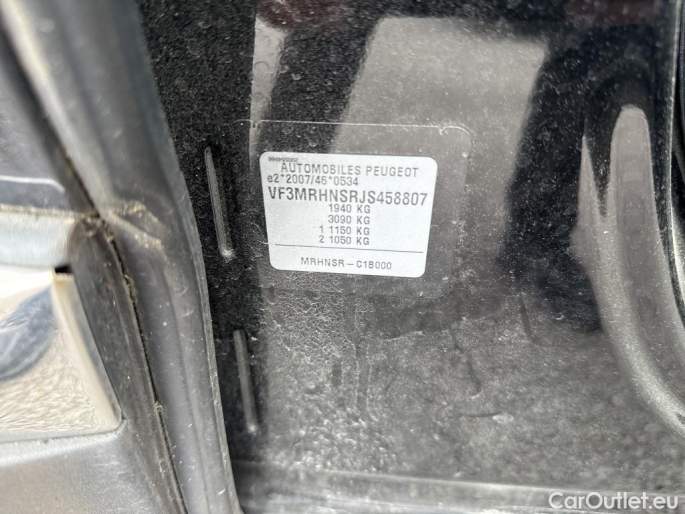 AUTOMOBILES PEUGEOT
e2*2007/46*0534
VF3MRHNSRJS458807
1940 KG
3090 KG
1 1150 KG
2 1050 KG
MRHNSR-C1B000
CarOutlet.eu